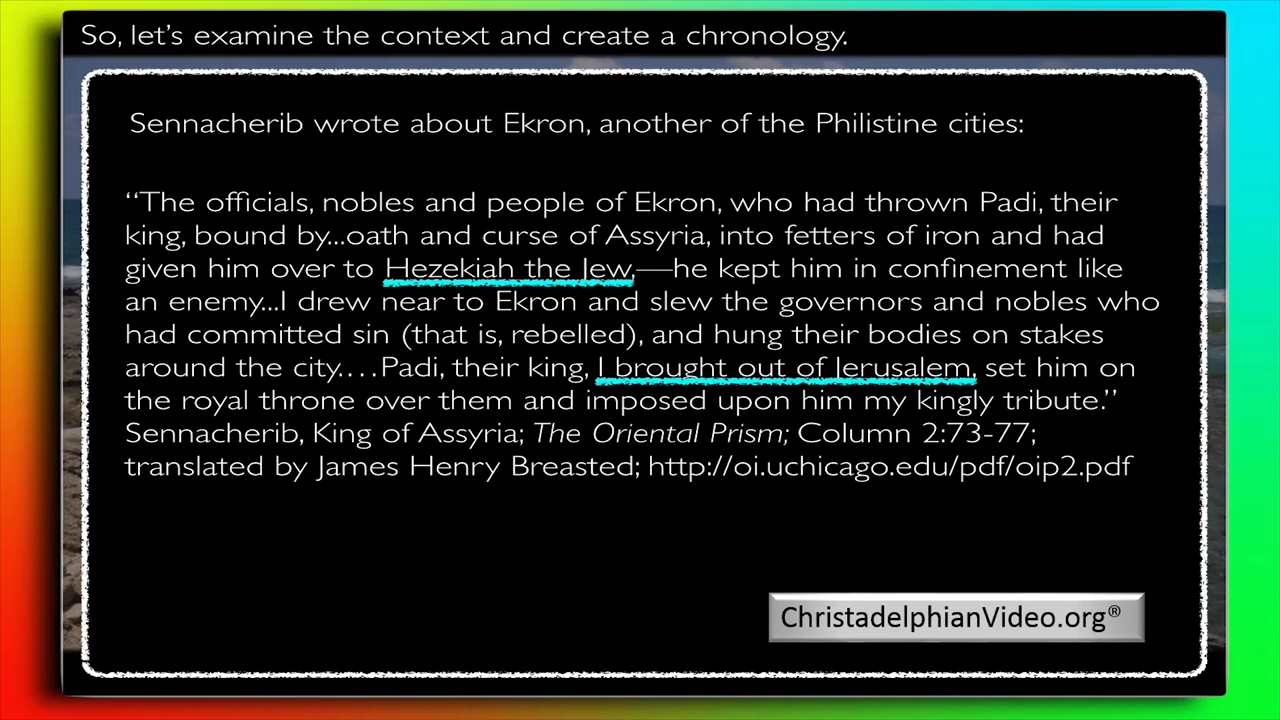 So, let's examine the context and create a chronology.
Sennacherib wrote about Ekron, another of the Philistine cities:
“The officials, nobles and people of Ekron, who had thrown Padi, their
king, bound by...oath and curse of Assyria, into fetters of iron and had
given him over to Hezekiah the Jew,—he kept him in confinement like
an enemy...I drew near to Ekron and slew the governors and nobles who
had committed sin (that is, rebelled), and hung their bodies on stakes
around the city....Padi, their king, I brought out of Jerusalem, set him on
the royal throne over them and imposed upon him my kingly tribute.”
Sennacherib, King of Assyria; The Oriental Prism; Column 2:73-77;
translated by James Henry Breasted; http://oi.uchicago.edu/pdf/oip2.pdf
ChristadelphianVideo.org®